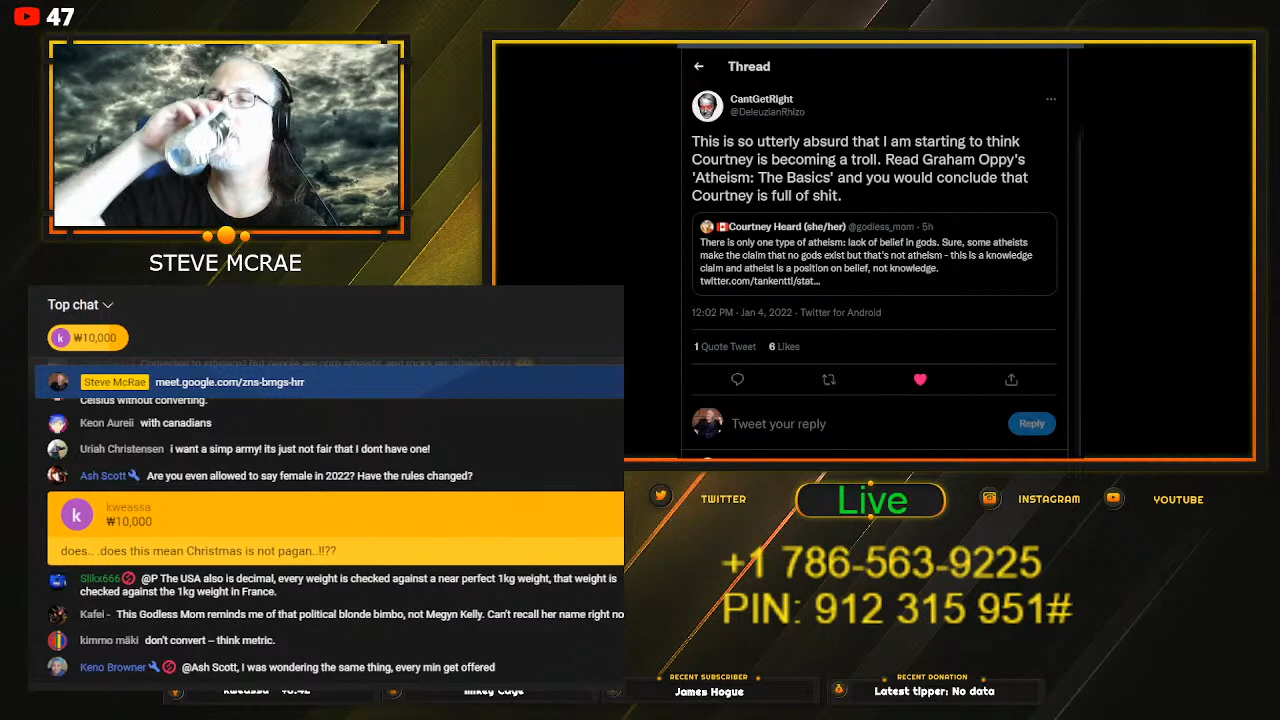 47
STEVE MCRAE
Thread
CantGetRight
@DeleuzianRhizo
This is so utterly absurd that I am starting to think
Courtney is becoming a troll. Read Graham Oppy's
'Atheism: The Basics' and you would conclude that
Courtney is full of shit.
Courtney Heard (she/her) @godless_mom · 5h
There is only one type of atheism: lack of belief in gods. Sure, some atheists
make the claim that no gods exist but that's not atheism - this is a knowledge
claim and atheist is a position on belief, not knowledge.
twitter.com/tankenttl/stat...
12:02 PM · Jan 4, 2022 · Twitter for Android
1 Quote Tweet 6 Likes
Tweet your reply
Reply
Top chat
k ₩10,000
Steve McRae meet.google.com/zns-bmgs-hrr
Celsius without converting.
Keon Aureii with canadians
Uriah Christensen i want a simp army! its just not fair that I dont have one!
Ash Scott Are you even allowed to say female in 2022? Have the rules changed?
k
kweassa
₩10,000
does.. .does this mean Christmas is not pagan..!!??
Slikx666 @P The USA also is decimal, every weight is checked against a near perfect 1kg weight, that weight is
checked against the 1kg weight in France.
Kafei - This Godless Mom reminds me of that political blonde bimbo, not Megyn Kelly. Can't recall her name right no
kimmo mäki don't convert -- think metric.
Keno Browner @Ash Scott, I was wondering the same thing, every min get offered
TWITTER
Live
INSTAGRAM
YOUTUBE
+1 786-563-9225
PIN: 912 315 951#
RECENT SUBSCRIBER
James Hogue
RECENT DONATION
Latest tipper: No data